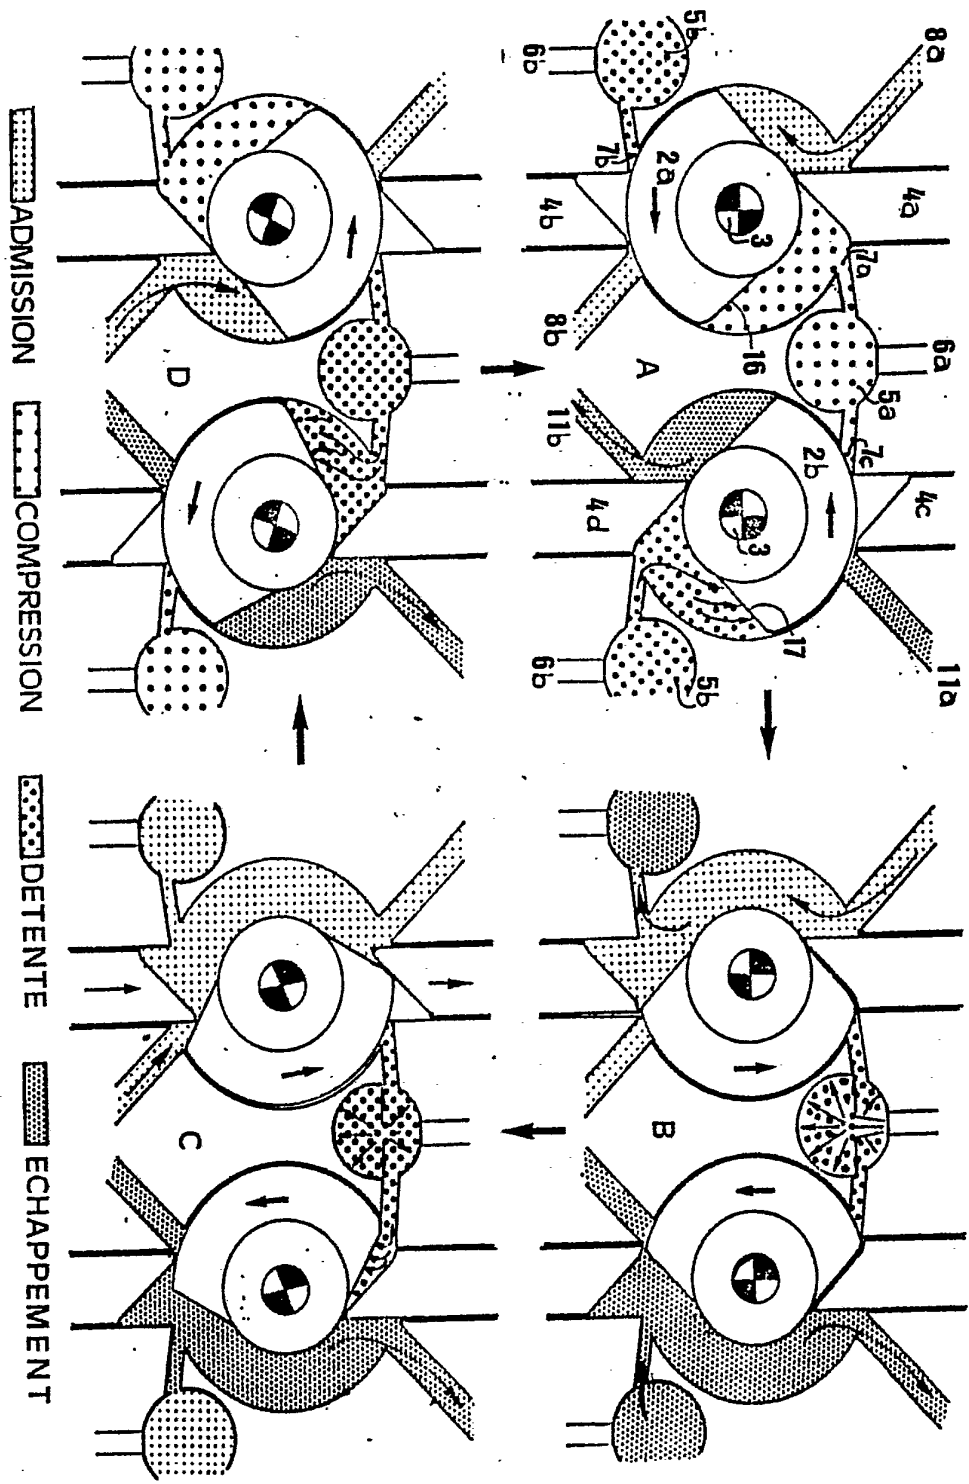 8a 4a 6a 4c 11a
7a 5a 7c
2b 17
3 16 3
5b 2a 5b
A B
7b
6b 4b 8b 11b 4d 6b
D C
ADMISSION COMPRESSION DETENTE ECHAPPEMENT